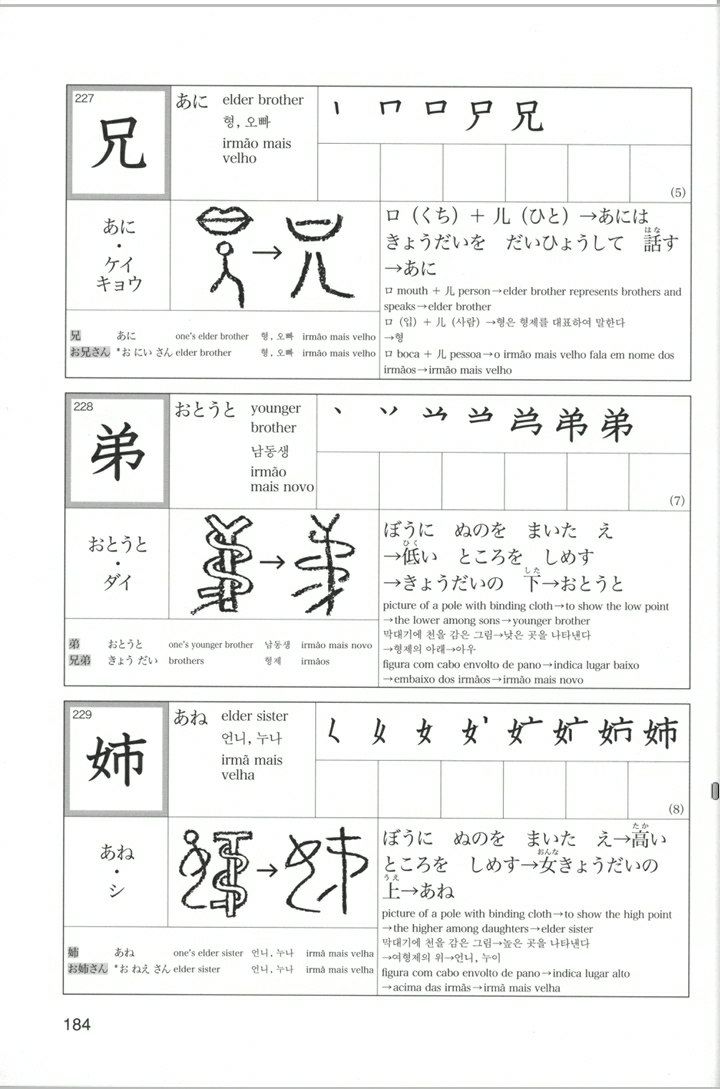 227
兄
あに elder brother
형, 오빠
irmão mais
velho
丨 冂 口 尸 兄
(5)
あに
・
ケイ
キョウ
口（くち）＋ 儿（ひと）→あには
きょうだいを だいひょうして 話す
はな
→あに
口 mouth + 儿 person→elder brother represents brothers and
speaks→elder brother
口（입）+ 儿（사람）→형은 형제를 대표하여 말한다
→형
口 boca + 儿 pessoa→o irmão mais velho fala em nome dos
irmãos→irmão mais velho
兄 あに one's elder brother 형, 오빠 irmão mais velho
お兄さん *お にい さん elder brother 형, 오빠 irmão mais velho
228
弟
おとうと younger
brother
남동생
irmão
mais novo
弟
(7)
おとうと
・
ダイ
ぼうに ぬのを まいた え
ひく
→低い ところを しめす
した
→きょうだいの 下→おとうと
picture of a pole with binding cloth→to show the low point
→the lower among sons→younger brother
막대기에 천을 감은 그림→낮은 곳을 나타낸다
→형제의 아래→아우
figura com cabo envolto de pano→indica lugar baixo
→embaixo dos irmãos→irmão mais novo
弟 おとうと one's younger brother 남동생 irmão mais novo
兄弟 きょう だい brothers 형제 irmãos
229
姉
あね elder sister
언니, 누나
irmã mais
velha
女 姉
(8)
あね
・
シ
たか
ぼうに ぬのを まいた え→高い
おんな
ところを しめす→女きょうだいの
うえ
上→あね
picture of a pole with binding cloth→to show the high point
→the higher among daughters→elder sister
막대기에 천을 감은 그림→높은 곳을 나타낸다
→여형제의 위→언니, 누이
figura com cabo envolto de pano→indica lugar alto
→acima das irmãs→irmã mais velha
姉 あね one's elder sister 언니, 누나 irmã mais velha
お姉さん *お ねえ さん elder sister 언니, 누나 irmã mais velha
184